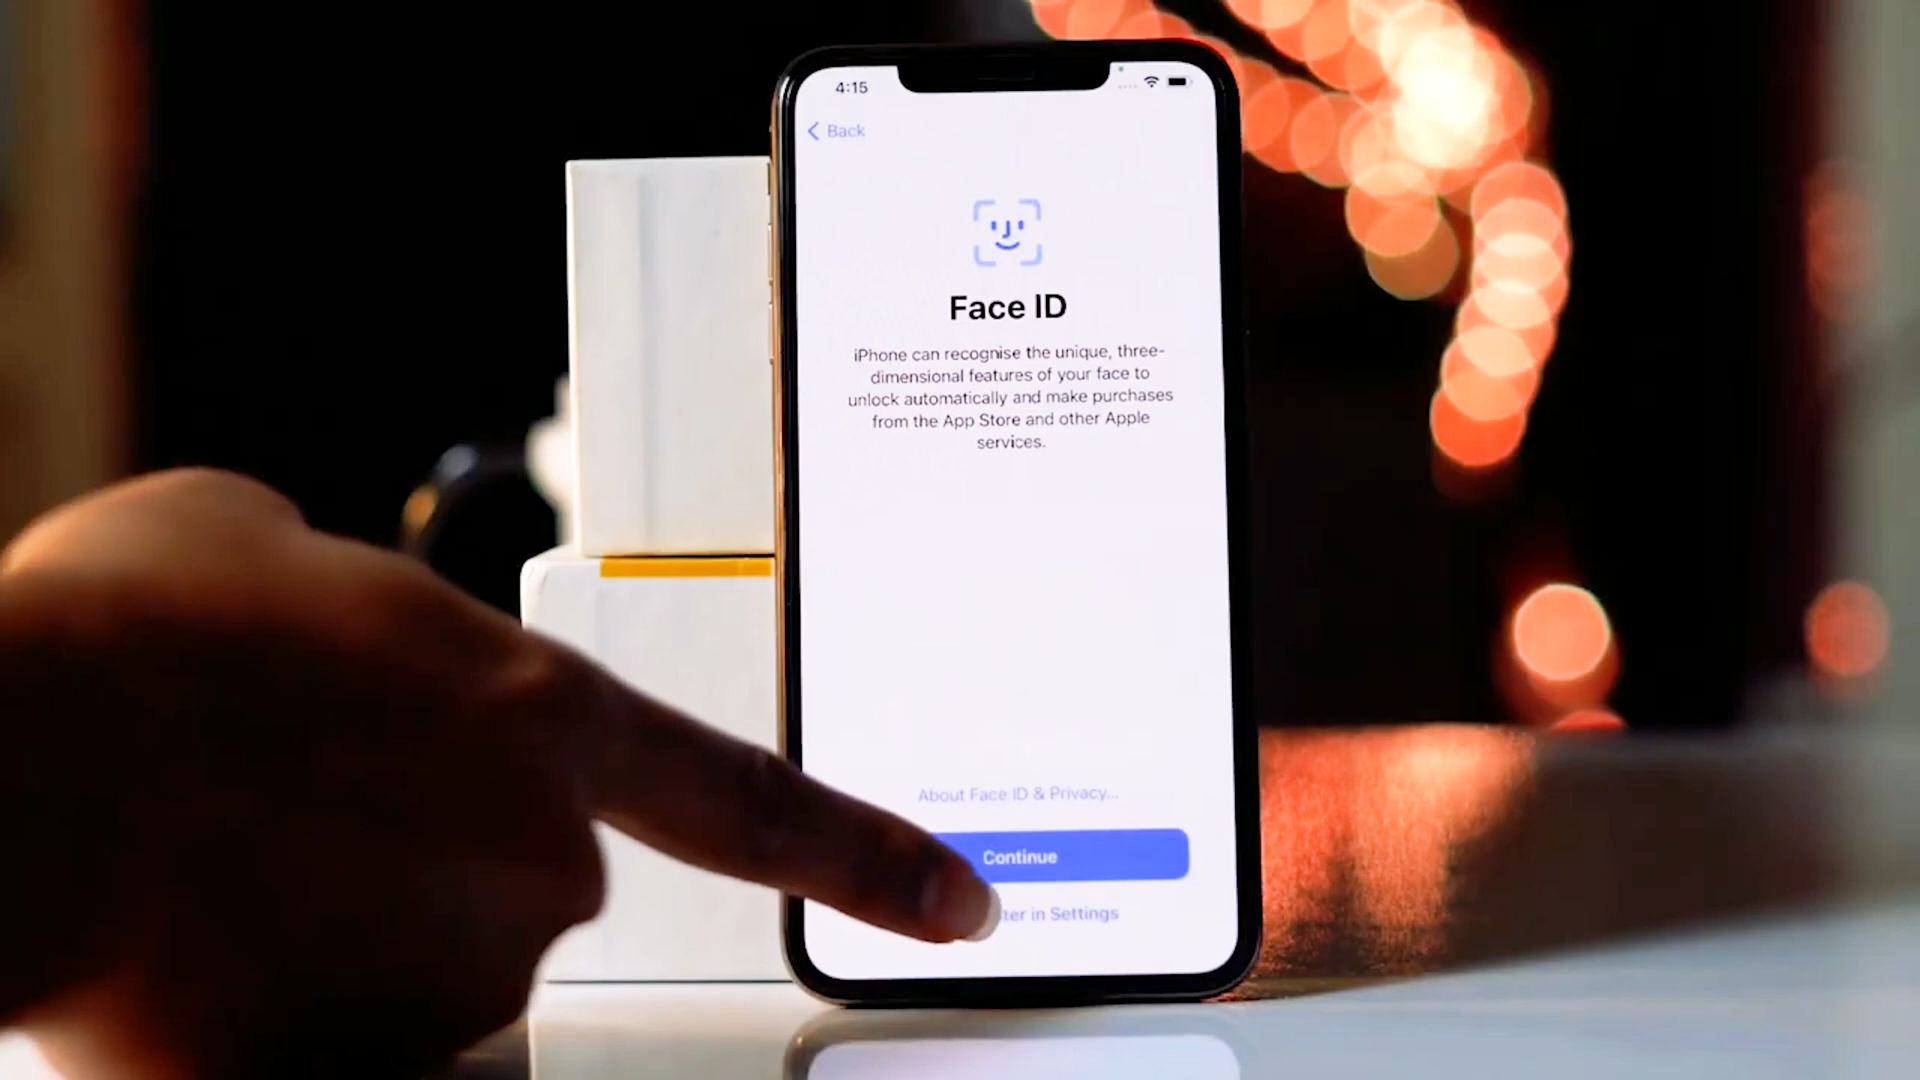 4:15
Back
Face ID
iPhone can recognise the unique, three-
dimensional features of your face to
unlock automatically and make purchases
from the App Store and other Apple
services.
About Face ID & Privacy...
Continue
in Settings